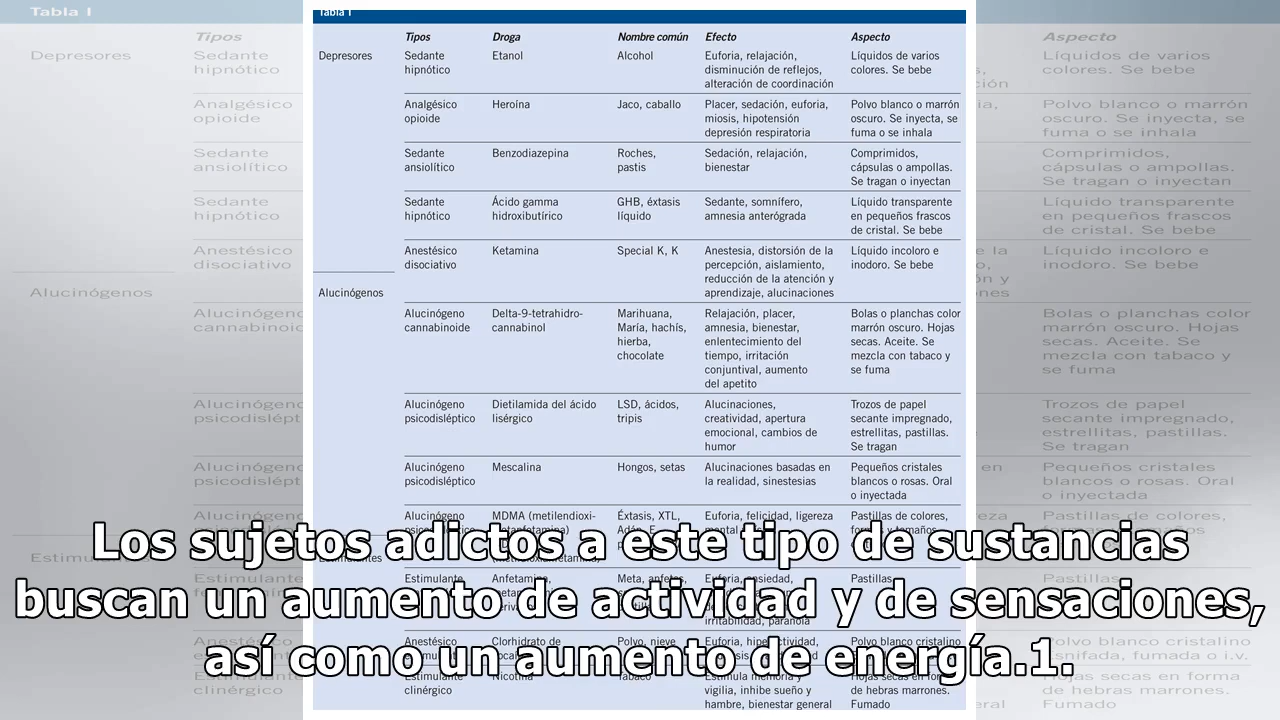 Tabla I
Tipos Droga Nombre común Efecto Aspecto
Depresores Sedante Etanol Alcohol Euforia, relajación, Líquidos de varios
hipnótico disminución de reflejos, colores. Se bebe
alteración de coordinación
Analgésico Heroína Jaco, caballo Placer, sedación, euforia, Polvo blanco o marrón
opioide miosis, hipotensión oscuro. Se inyecta, se
depresión respiratoria fuma o se inhala
Sedante Benzodiazepina Roches, Sedación, relajación, Comprimidos,
ansiolítico pastis bienestar cápsulas o ampollas.
Se tragan o inyectan
Sedante Ácido gamma GHB, éxtasis Sedante, somnífero, Líquido transparente
hipnótico hidroxibutírico líquido amnesia anterógrada en pequeños frascos
de cristal. Se bebe
Anestésico Ketamina Special K, K Anestesia, distorsión de la Líquido incoloro e
disociativo percepción, aislamiento, inodoro. Se bebe
reducción de la atención y
Alucinógenos aprendizaje, alucinaciones
Alucinógeno Delta-9-tetrahidro- Marihuana, Relajación, placer, Bolas o planchas color
cannabinoide cannabinol María, hachís, amnesia, bienestar, marrón oscuro. Hojas
hierba, enlentecimiento del secas. Aceite. Se
chocolate tiempo, irritación mezcla con tabaco y
conjuntival, aumento se fuma
del apetito
Alucinógeno Dietilamida del ácido LSD, ácidos, Alucinaciones, Trozos de papel
psicodisléptico lisérgico tripis creatividad, apertura secante impregnado,
emocional, cambios de estrellitas, pastillas.
humor Se tragan
Alucinógeno Mescalina Hongos, setas Alucinaciones basadas en Pequeños cristales
psicodisléptico la realidad, sinestesias blancos o rosas. Oral
o inyectada
Alucinógeno MDMA (metilendioxi- Éxtasis, XTL, Euforia, felicidad, ligereza Pastillas de colores,
Estimulante Anfetamina, Meta, Euforia, ansiedad, Pastillas
irritabilidad, paranoia
Anestésico Clorhidrato de Polvo, nieve Euforia, hiperactividad, Polvo blanco cristalino
Estimulante Nicotina Tabaco Estimula memoria y Hojas secas en forma
clinérgico vigilia, inhibe sueño y de hebras marrones.
hambre, bienestar general Fumado
Los sujetos adictos a este tipo de sustancias
buscan un aumento de actividad y de sensaciones,
así como un aumento de energía.1.